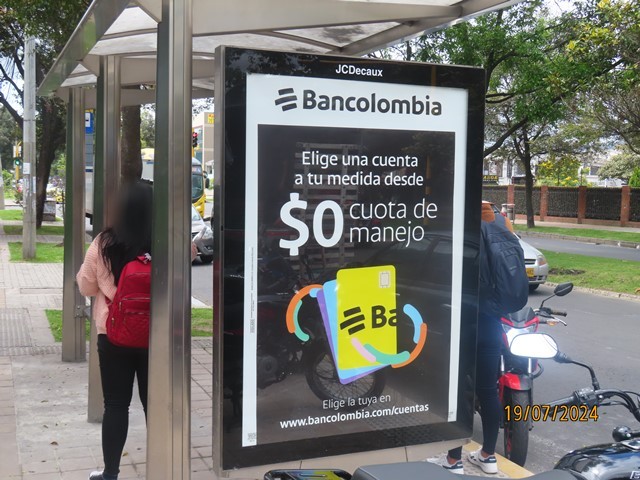 JCDecaux
Bancolombia
Elige una cuenta
a tu medida desde
$0 cuota de
manejo
Ba
Elige la tuya en
www.bancolombia.com/cuentas
19/07/2024